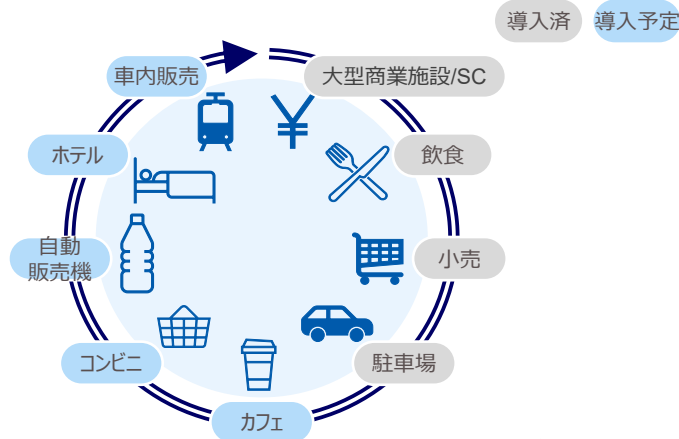 導入済
導入予定
大型商業施設/SC
飲食
小売
駐車場
カフェ
コンビニ
自動
販売機
ホテル
車内販売